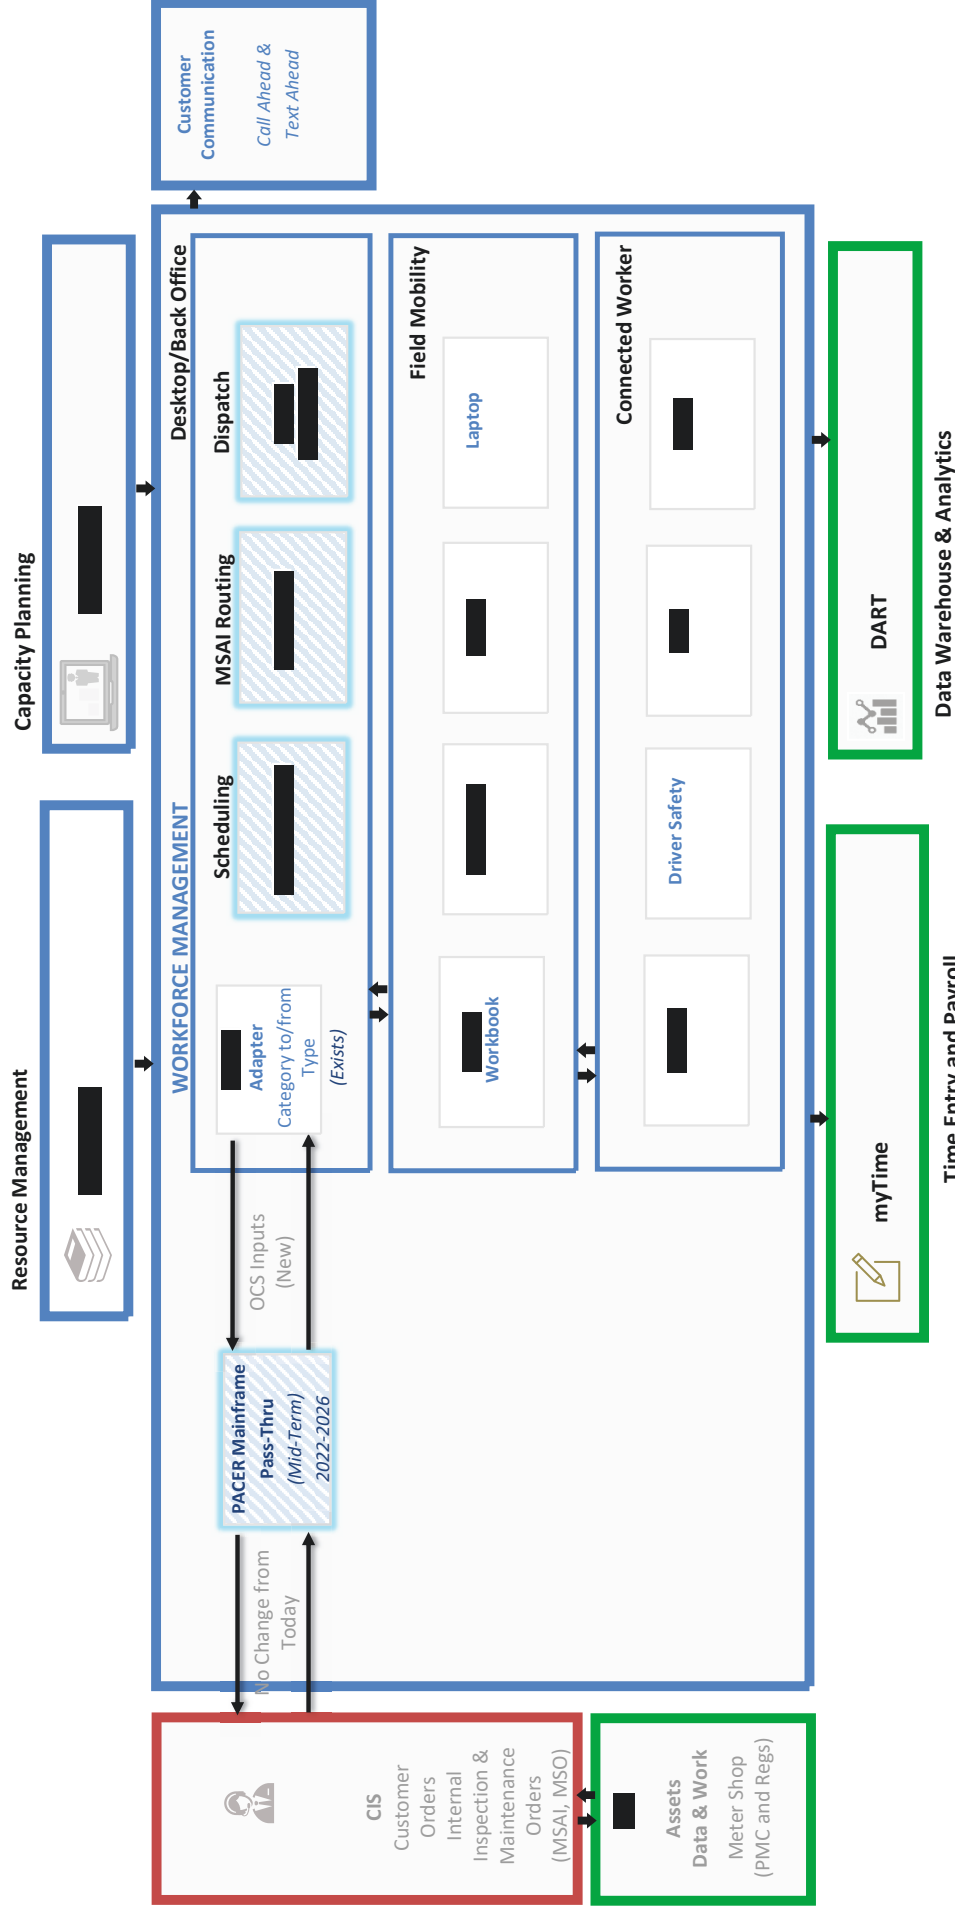 Resource Management
Capacity Planning
WORKFORCE MANAGEMENT
Desktop/Back Office
Customer
Communication
Call Ahead &
Text Ahead
Scheduling
MSAI Routing
Dispatch
Adapter
Category to/from
Type
(Exists)
OCS Inputs
(New)
PACER Mainframe
Pass-Thru
(Mid-Term)
2022-2026
No Change from
Today
CIS
Customer
Orders
Internal
Inspection &
Maintenance
Orders
(MSAI, MSO)
Field Mobility
Workbook
Laptop
Connected Worker
Driver Safety
Assets
Data & Work
Meter Shop
(PMC and Regs)
myTime
Time Entry and Payroll
DART
Data Warehouse & Analytics